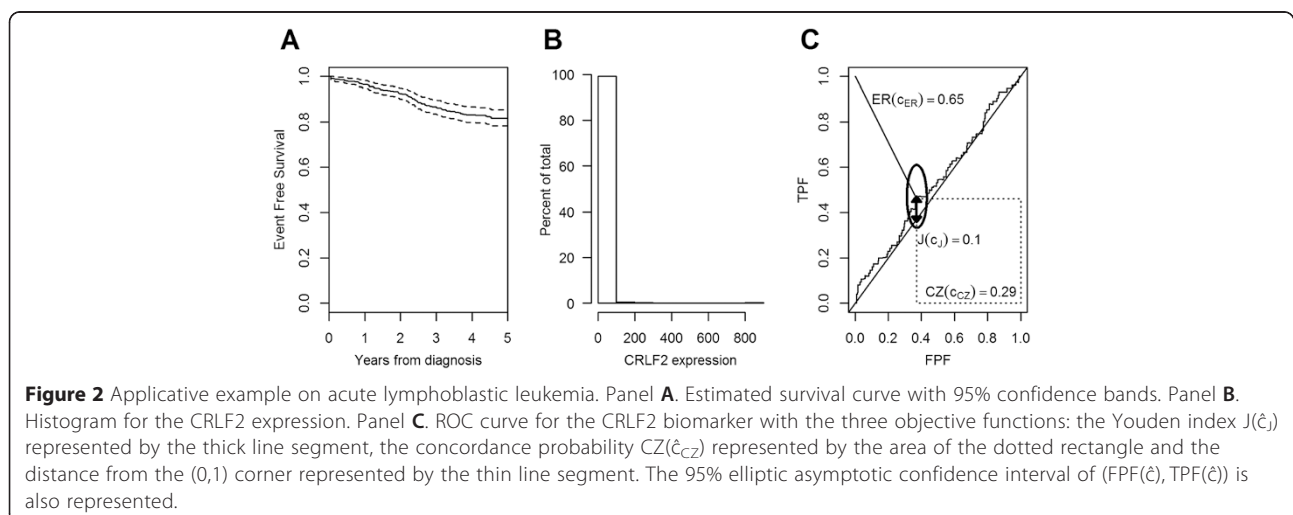 A
B
C
Event Free Survival
1.0
0.8
0.6
0.4
0.2
0.0
0 1 2 3 4 5
Years from diagnosis
Percent of total
100
80
60
40
20
0
0 200 400 600 800
CRLF2 expression
TPF
1.0
0.8
0.6
0.4
0.2
0.0
ER(c_ER) = 0.65
J(c_J) = 0.1
CZ(c_CZ) = 0.29
0.0 0.2 0.4 0.6 0.8 1.0
FPF
Figure 2 Applicative example on acute lymphoblastic leukemia. Panel A. Estimated survival curve with 95% confidence bands. Panel B.
Histogram for the CRLF2 expression. Panel C. ROC curve for the CRLF2 biomarker with the three objective functions: the Youden index J(ĉ_J)
represented by the thick line segment, the concordance probability CZ(ĉ_CZ) represented by the area of the dotted rectangle and the
distance from the (0,1) corner represented by the thin line segment. The 95% elliptic asymptotic confidence interval of (FPF(ĉ), TPF(ĉ)) is
also represented.